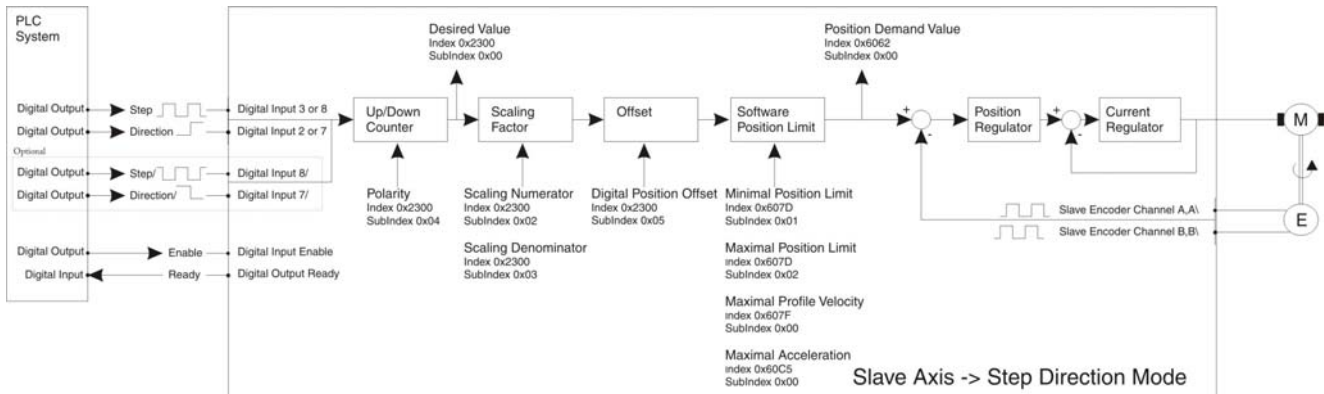 PLC
System
Desired Value
Index 0x2300
SubIndex 0x00
Position Demand Value
Index 0x6062
SubIndex 0x00
Digital Output
Step
Digital Input 3 or 8
Digital Output
Direction
Digital Input 2 or 7
Optional
Digital Output
Step/
Digital Input 8/
Digital Output
Direction/
Digital Input 7/
Digital Output
Enable
Digital Input Enable
Digital Input
Ready
Digital Output Ready
Up/Down
Counter
Scaling
Factor
Offset
Software
Position Limit
+
-
Position
Regulator
+
-
Current
Regulator
M
E
Polarity
Index 0x2300
SubIndex 0x04
Scaling Numerator
Index 0x2300
SubIndex 0x02
Scaling Denominator
Index 0x2300
SubIndex 0x03
Digital Position Offset
Index 0x2300
SubIndex 0x05
Minimal Position Limit
Index 0x607D
SubIndex 0x01
Maximal Position Limit
Index 0x607D
SubIndex 0x02
Maximal Profile Velocity
Index 0x607F
SubIndex 0x00
Maximal Acceleration
Index 0x60C5
SubIndex 0x00
Slave Encoder Channel A,A\
Slave Encoder Channel B,B\
Slave Axis -> Step Direction Mode